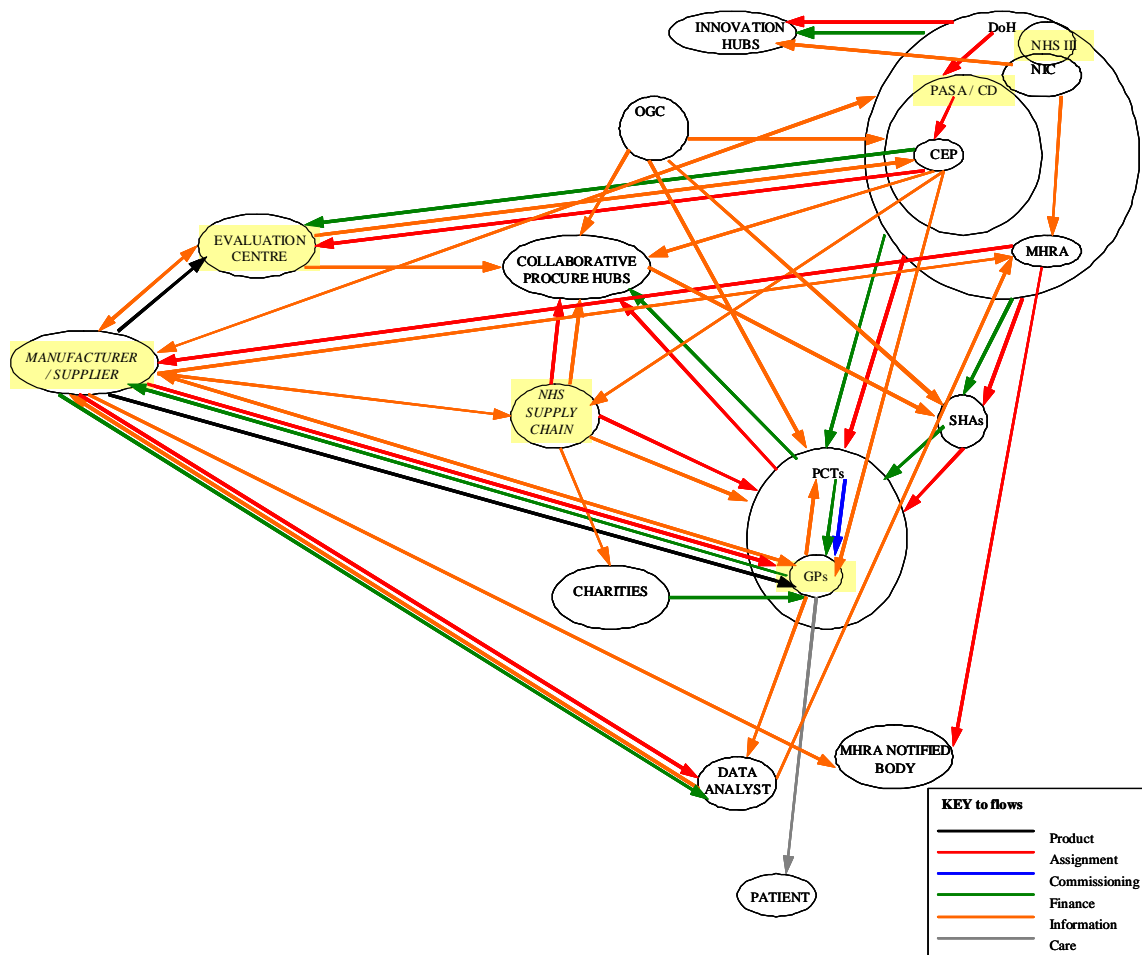 INNOVATION
HUBS
DoH
NHS III
NIC
PASA / CD
OGC
CEP
EVALUATION
CENTRE
COLLABORATIVE
PROCURE HUBS
MHRA
MANUFACTURER
/ SUPPLIER
NHS
SUPPLY
CHAIN
SHAs
PCTs
GPs
CHARITIES
MHRA NOTIFIED
BODY
DATA
ANALYST
PATIENT
KEY to flows
Product
Assignment
Commissioning
Finance
Information
Care